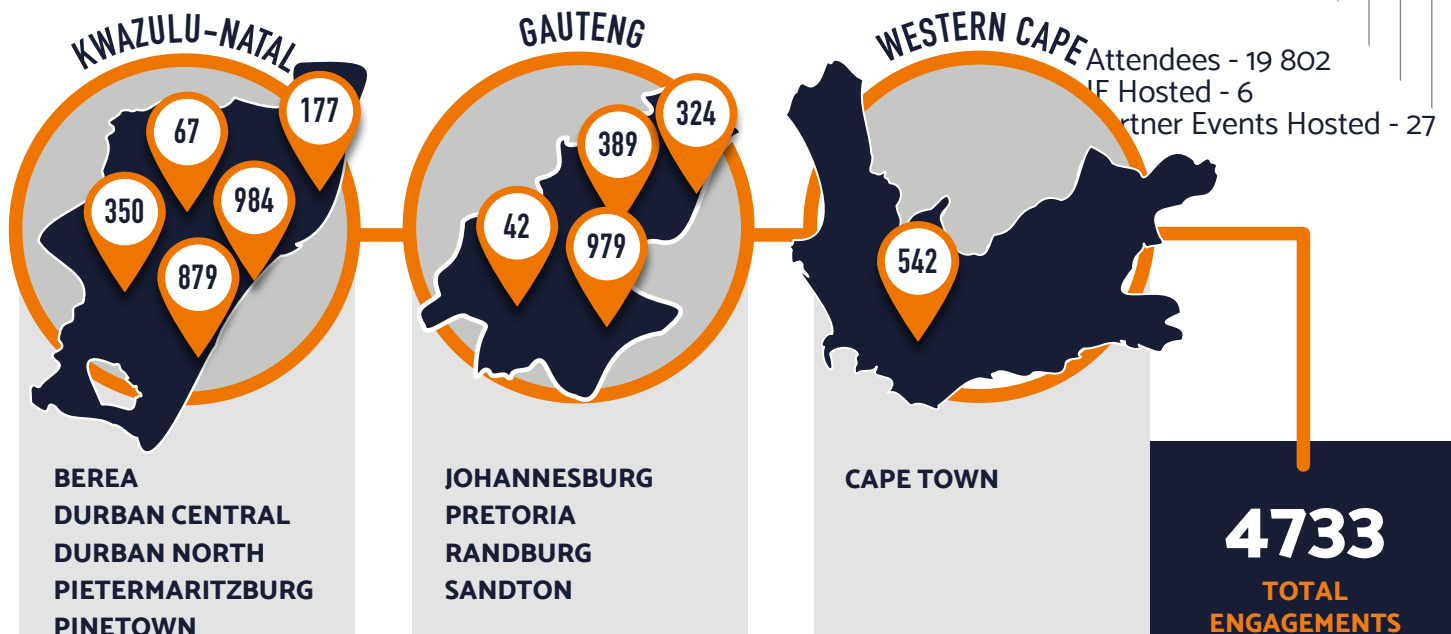 KWAZULU-NATAL
177
67
984
350
879
GAUTENG
324
389
42
979
WESTERN CAPE
Attendees - 19 802
Hosted - 6
Events Hosted - 27
542
BEREA
DURBAN CENTRAL
DURBAN NORTH
PIETERMARITZBURG
PINETOWN
JOHANNESBURG
PRETORIA
RANDBURG
SANDTON
CAPE TOWN
4733
TOTAL
ENGAGEMENTS